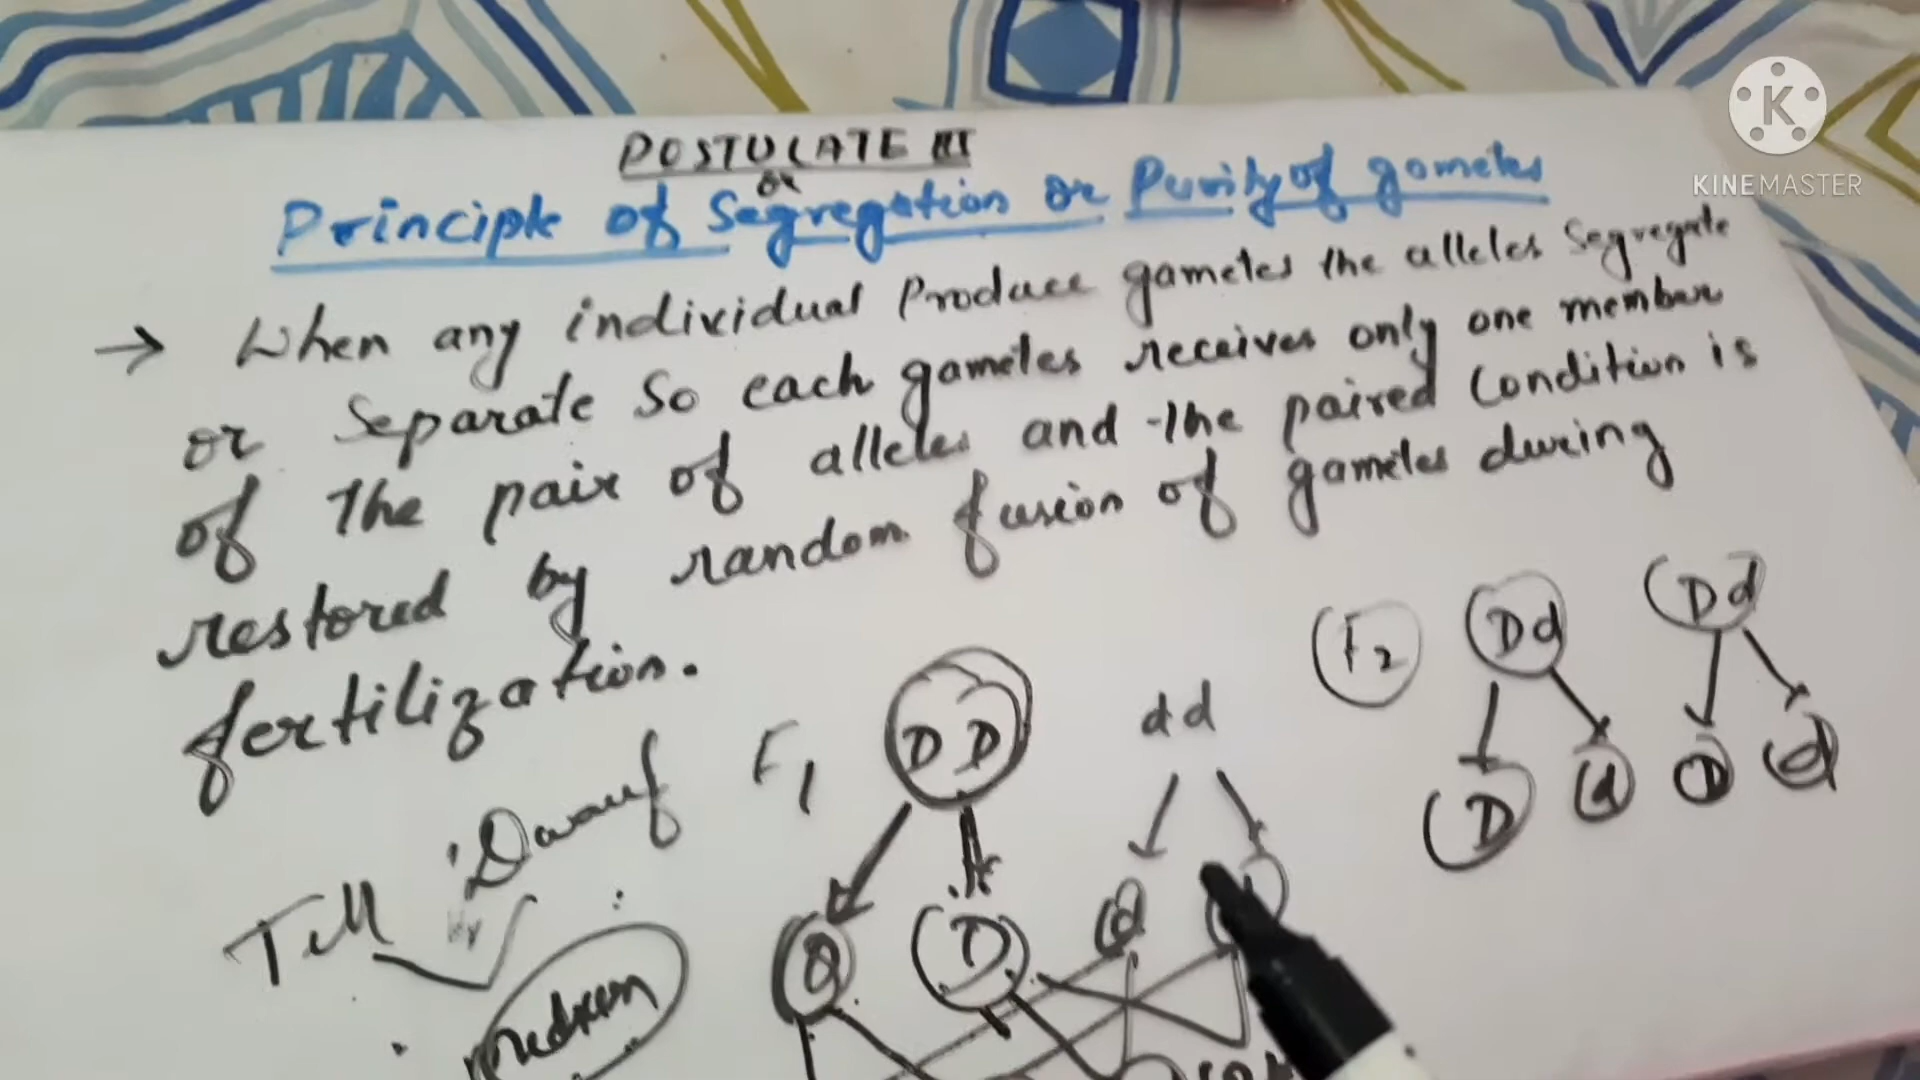 POSTULATE III
or
Principle of Segregation or Purity of gametes
→ When any individual Produce gametes the alleles Segregate
or Separate So each gametes receives only one member
of The pair of alleles and the paired Condition is
restored by random fusion of gametes during
fertilization.
F1
DD
dd
F2
Dd
Dd
D
d
D
d
Tall
D
d
KINEMASTER